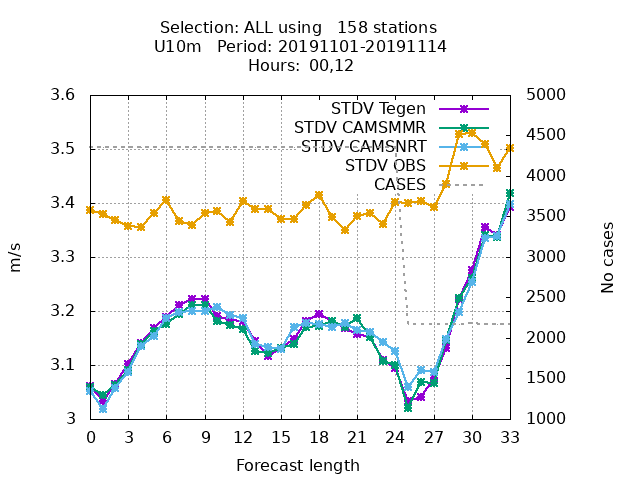 Selection: ALL using   158 stations
U10m   Period: 20191101-20191114
Hours:  00,12
STDV Tegen
STDV CAMSMMR
STDV CAMSNRT
STDV OBS
CASES
3.6
3.5
3.4
3.3
3.2
3.1
3
m/s
5000
4500
4000
3500
3000
2500
2000
1500
1000
No cases
0 3 6 9 12 15 18 21 24 27 30 33
Forecast length